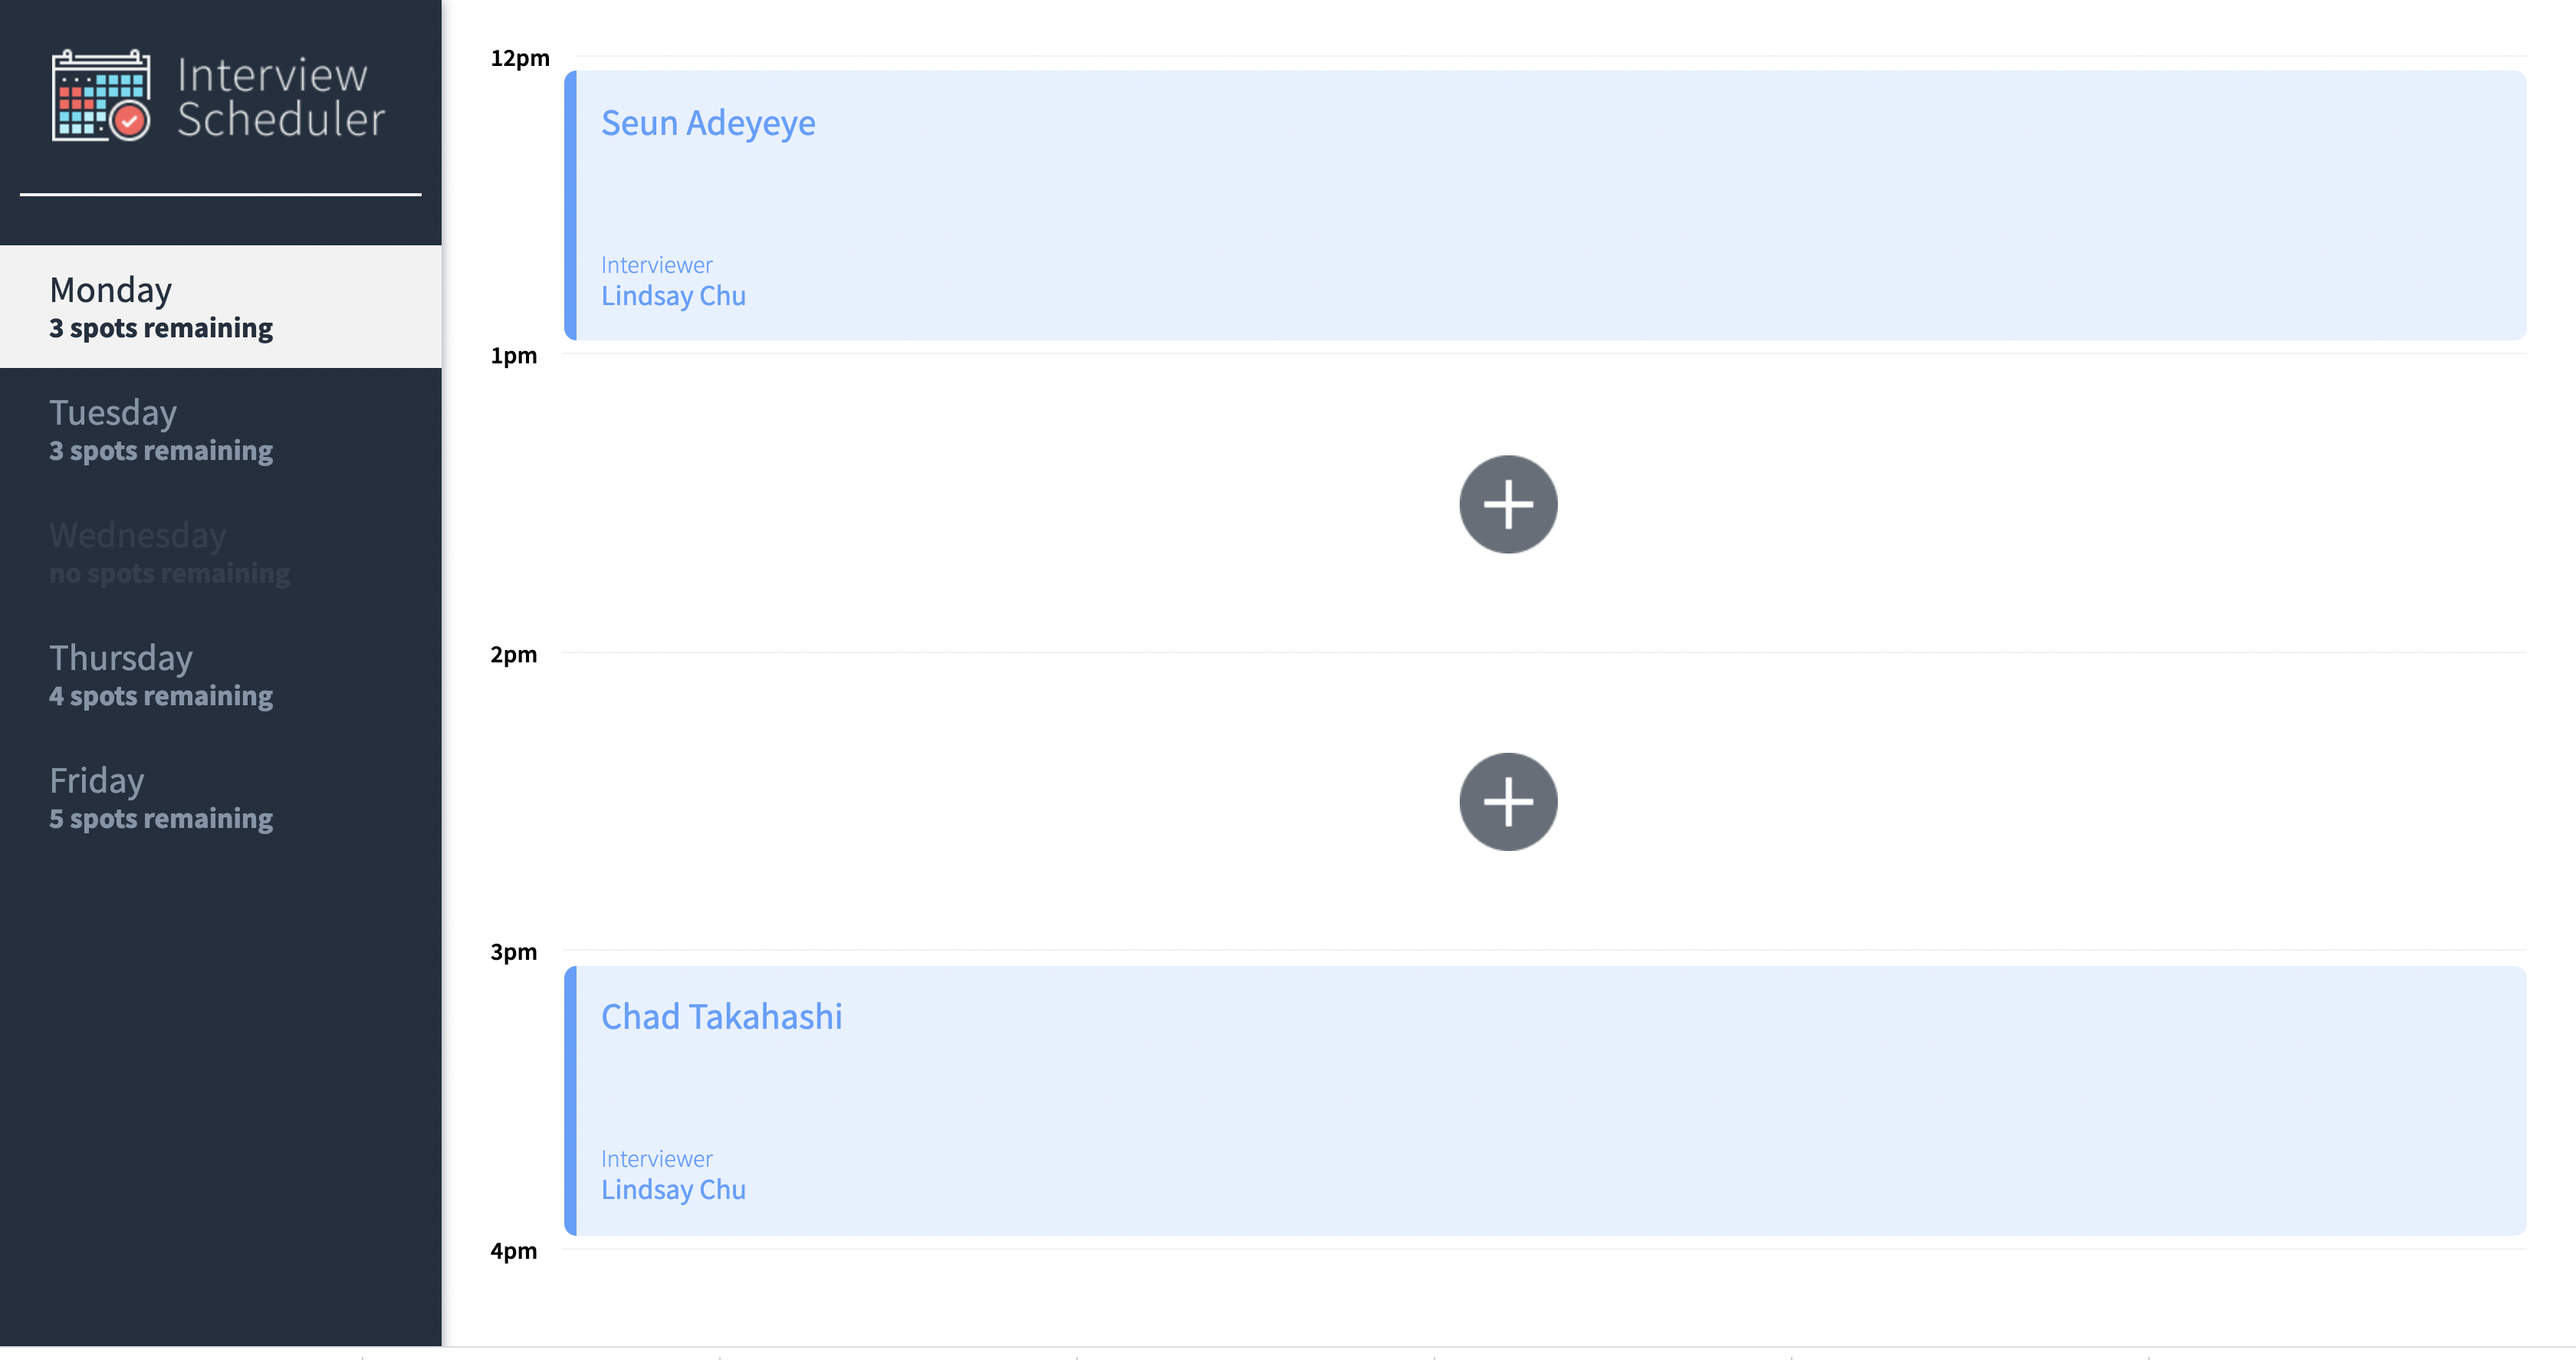 Interview
Scheduler
Monday
3 spots remaining
Tuesday
3 spots remaining
Wednesday
no spots remaining
Thursday
4 spots remaining
Friday
5 spots remaining
12pm
Seun Adeyeye
Interviewer
Lindsay Chu
1pm
2pm
3pm
Chad Takahashi
Interviewer
Lindsay Chu
4pm